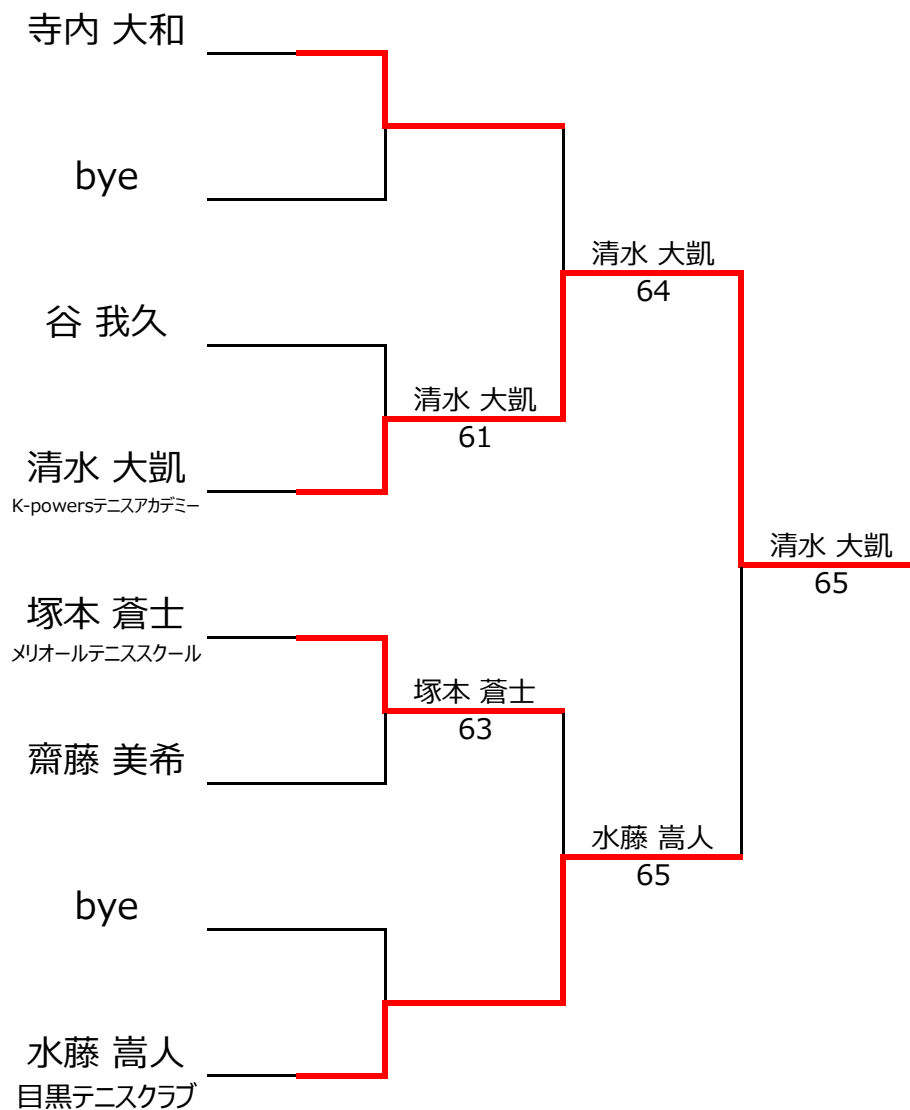 寺内 大和
bye
谷 我久
清水 大凱
K-powersテニスアカデミー
塚本 蒼士
メリオールテニススクール
齋藤 美希
bye
水藤 嵩人
目黒テニスクラブ
清水 大凱
61
塚本 蒼士
63
清水 大凱
64
水藤 嵩人
65
清水 大凱
65